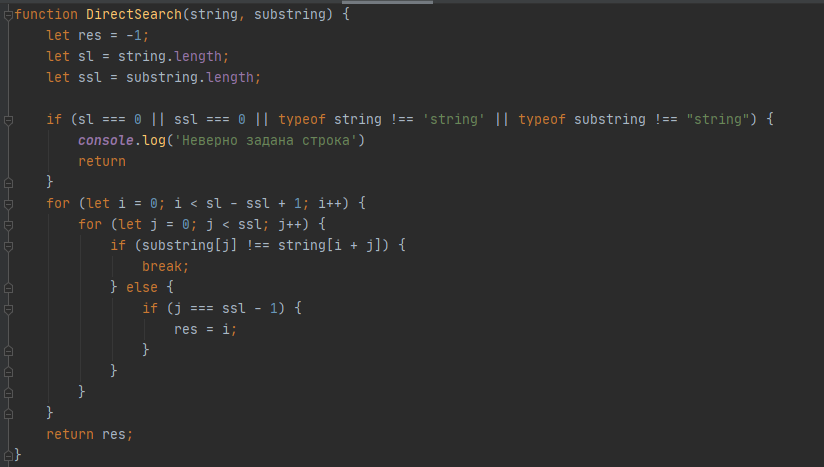 function DirectSearch(string, substring) {
    let res = -1;
    let sl = string.length;
    let ssl = substring.length;

    if (sl === 0 || ssl === 0 || typeof string !== 'string' || typeof substring !== "string") {
        console.log('Неверно задана строка')
        return
    }
    for (let i = 0; i < sl - ssl + 1; i++) {
        for (let j = 0; j < ssl; j++) {
            if (substring[j] !== string[i + j]) {
                break;
            } else {
                if (j === ssl - 1) {
                    res = i;
                }
            }
        }
    }
    return res;
}